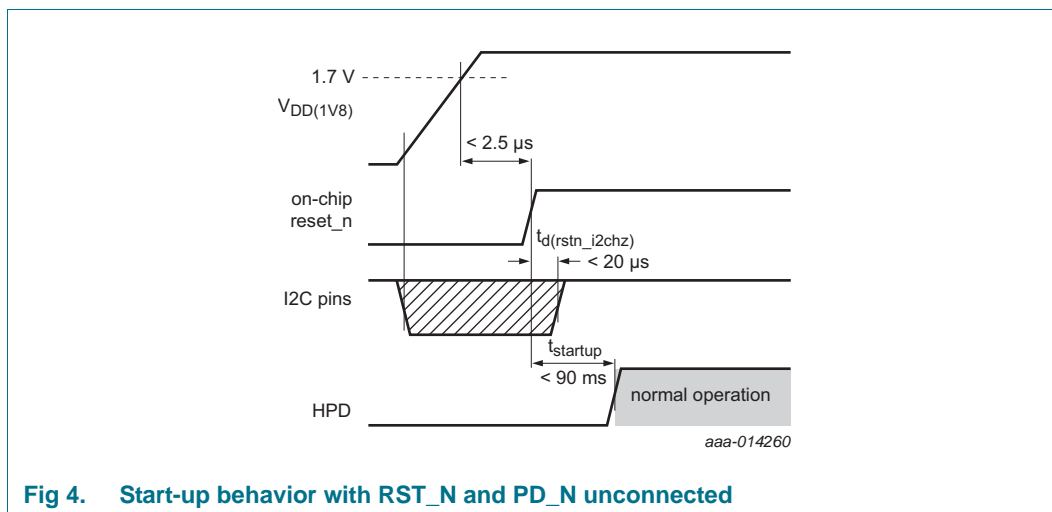 1.7 V
VDD(1V8)
< 2.5 μs
on-chip
reset_n
td(rstn_i2chz)
< 20 μs
I2C pins
tstartup
< 90 ms
normal operation
HPD
aaa-014260
Fig 4. Start-up behavior with RST_N and PD_N unconnected